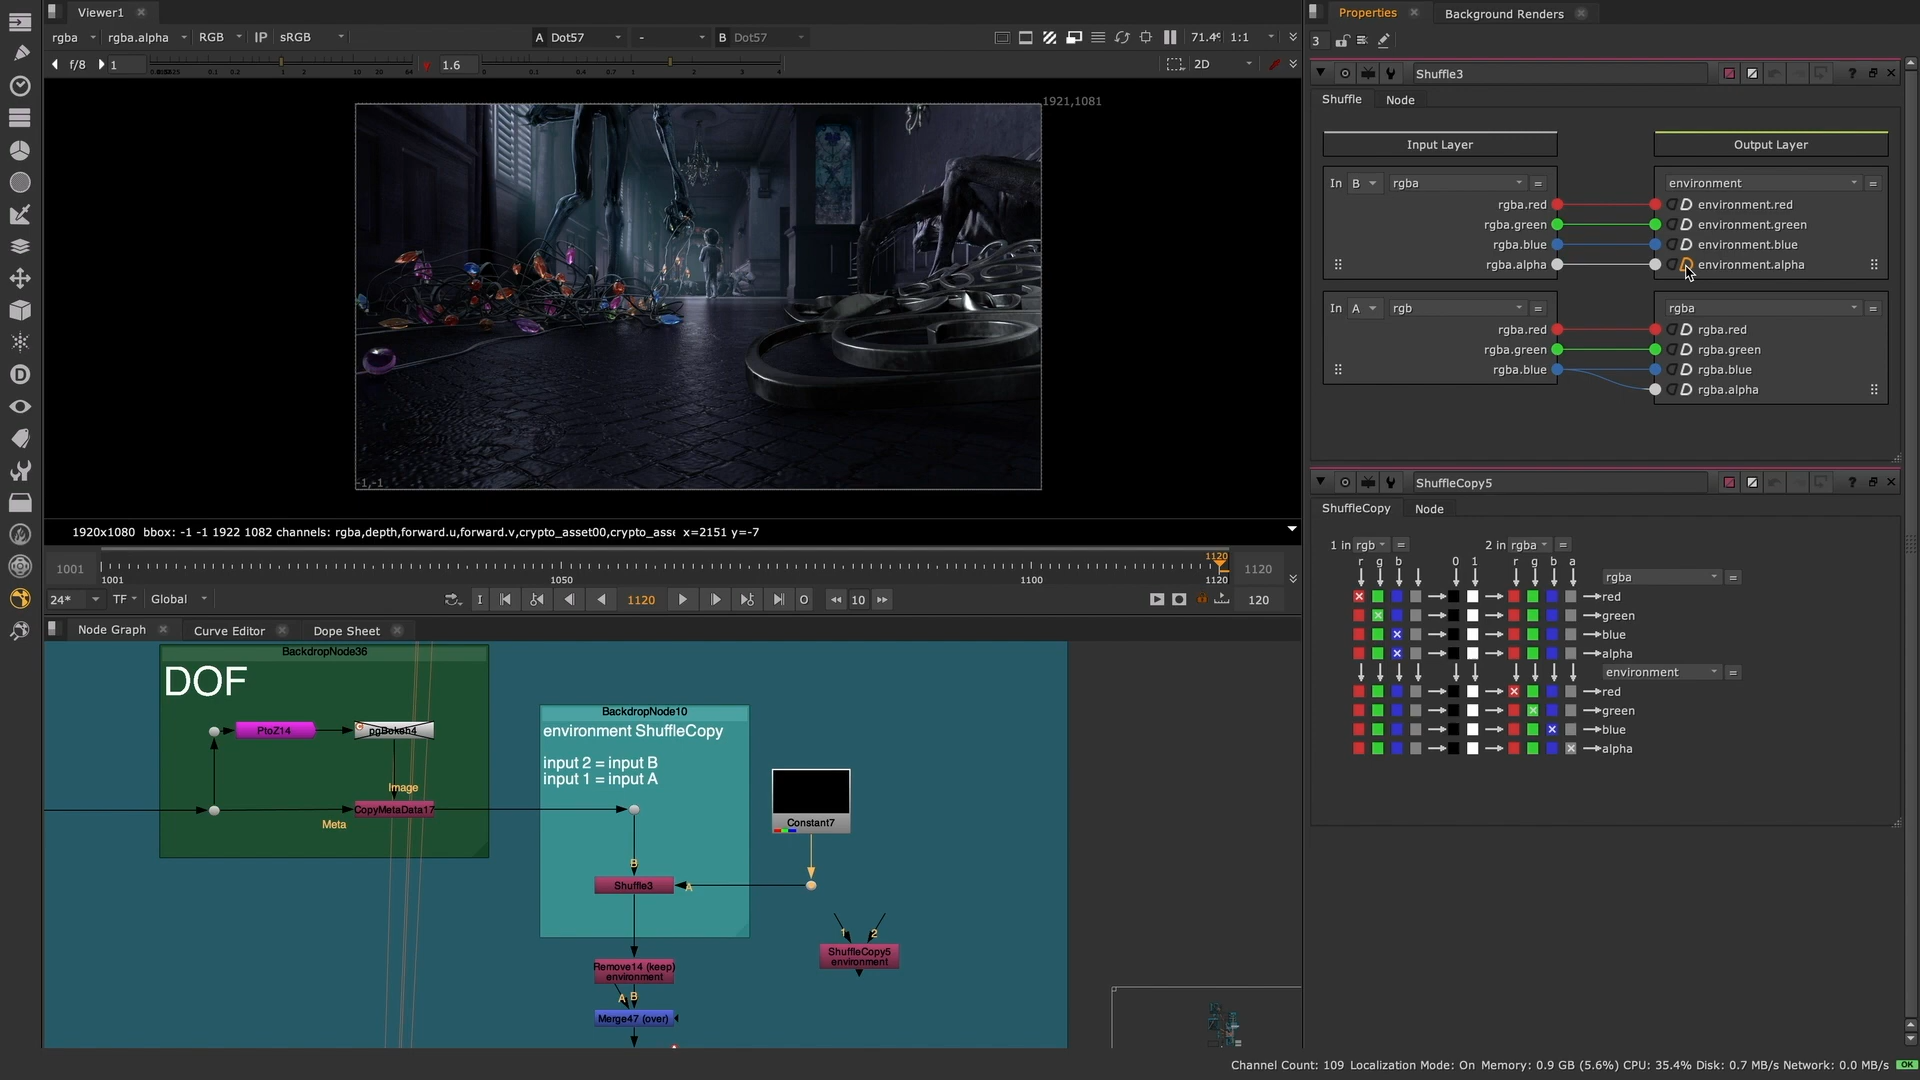 Viewer1
Properties
Background Renders
rgba
rgba.alpha
RGB
IP
sRGB
A Dot57
-
B Dot57
71.4
1:1
3
f/8
1
1.6
2D
Shuffle3
1921,1081
Shuffle
Node
Input Layer
Output Layer
In B rgba =
environment =
rgba.red
environment.red
rgba.green
environment.green
rgba.blue
environment.blue
rgba.alpha
environment.alpha
In A rgb =
rgba =
rgba.red
rgba.red
rgba.green
rgba.green
rgba.blue
rgba.blue
rgba.alpha
-1,-1
ShuffleCopy5
ShuffleCopy
Node
1920x1080 bbox: -1 -1 1922 1082 channels: rgba,depth,forward.u,forward.v,crypto_asset00,crypto_ass x=2151 y=-7
1 in rgb =
2 in rgba =
r g b
0 1
r g b a
rgba =
red
green
blue
alpha
environment =
red
green
blue
alpha
1001
1001
1050
1100
1120
1120
1120
24*
TF
Global
I
1120
O
10
120
Node Graph
Curve Editor
Dope Sheet
BackdropNode36
DOF
PtoZ14
pgBokeh4
Image
CopyMetaData17
Meta
BackdropNode10
environment ShuffleCopy
input 2 = input B
input 1 = input A
Constant7
B
Shuffle3
A
1 2
ShuffleCopy5
environment
Remove14 (keep)
environment
A B
Merge47 (over)
Channel Count: 109 Localization Mode: On Memory: 0.9 GB (5.6%) CPU: 35.4% Disk: 0.7 MB/s Network: 0.0 MB/s OK